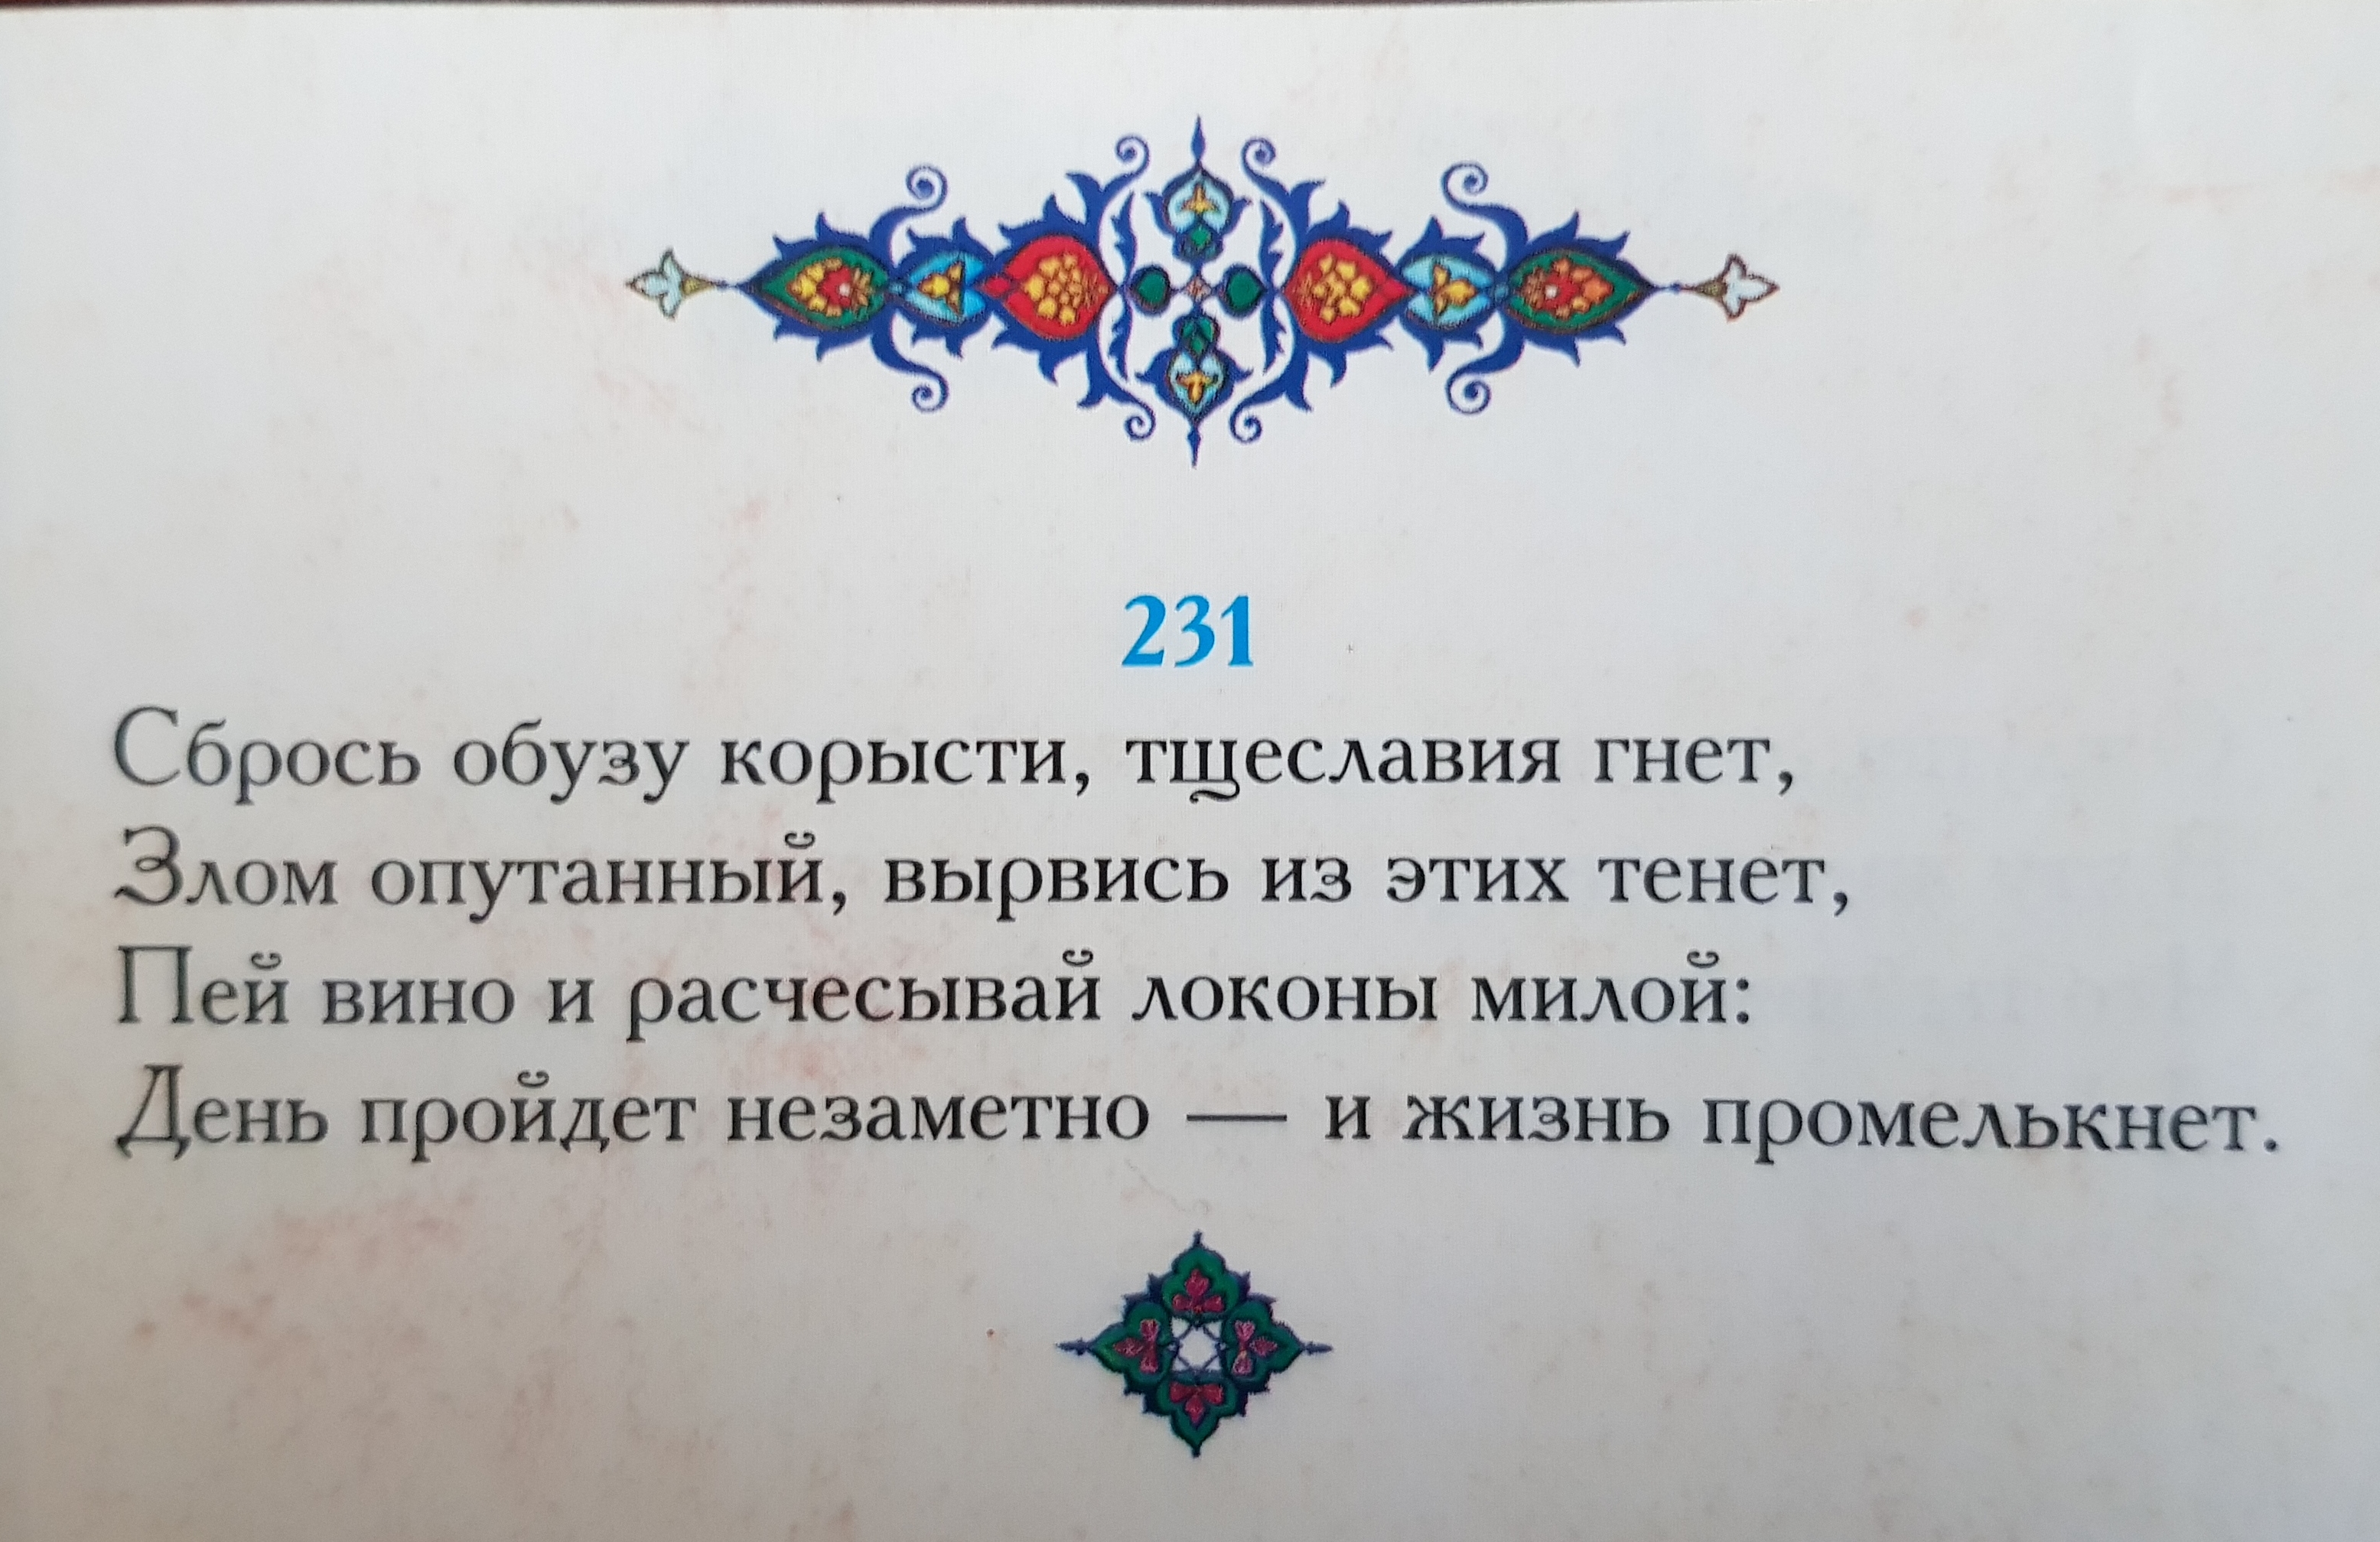 231
Сбрось обузу корысти, тщеславия гнет,
Злом опутанный, вырвись из этих тенет,
Пей вино и расчесывай локоны милой:
День пройдет незаметно — и жизнь промелькнет.